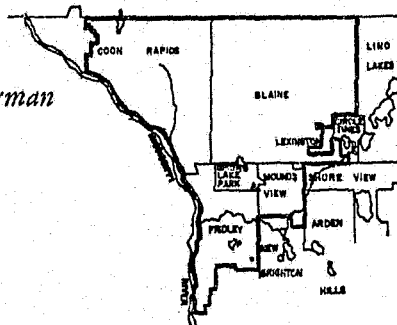 rman
COON RAPIDS
LINO LAKES
BLAINE
CIRCLE PINES
LEXINGTON
SPRING LAKE PARK
MOUNDS VIEW
SHORE VIEW
FRIDLEY
NEW BRIGHTON
ARDEN HILLS
RIVER